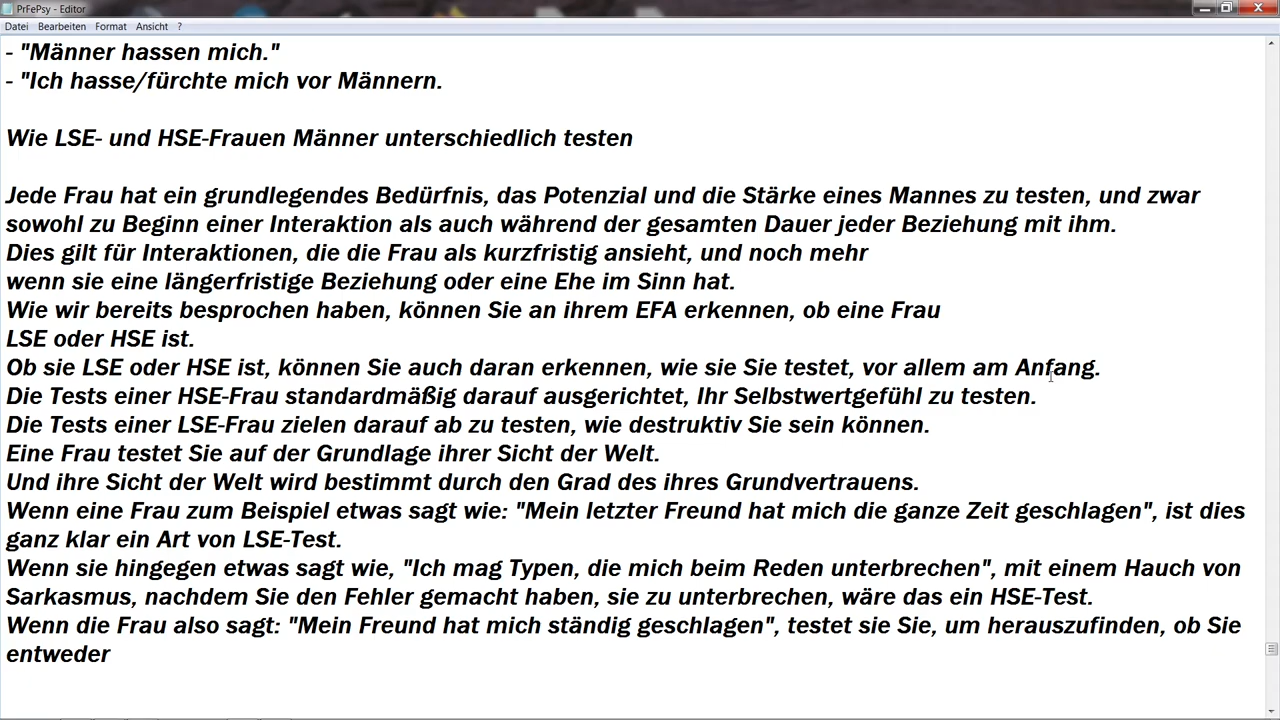 PrFePsy - Editor
Datei Bearbeiten Format Ansicht ?
- "Männer hassen mich."
- "Ich hasse/fürchte mich vor Männern.
Wie LSE- und HSE-Frauen Männer unterschiedlich testen
Jede Frau hat ein grundlegendes Bedürfnis, das Potenzial und die Stärke eines Mannes zu testen, und zwar
sowohl zu Beginn einer Interaktion als auch während der gesamten Dauer jeder Beziehung mit ihm.
Dies gilt für Interaktionen, die die Frau als kurzfristig ansieht, und noch mehr
wenn sie eine längerfristige Beziehung oder eine Ehe im Sinn hat.
Wie wir bereits besprochen haben, können Sie an ihrem EFA erkennen, ob eine Frau
LSE oder HSE ist.
Ob sie LSE oder HSE ist, können Sie auch daran erkennen, wie sie Sie testet, vor allem am Anfang.
Die Tests einer HSE-Frau standardmäßig darauf ausgerichtet, Ihr Selbstwertgefühl zu testen.
Die Tests einer LSE-Frau zielen darauf ab zu testen, wie destruktiv Sie sein können.
Eine Frau testet Sie auf der Grundlage ihrer Sicht der Welt.
Und ihre Sicht der Welt wird bestimmt durch den Grad des ihres Grundvertrauens.
Wenn eine Frau zum Beispiel etwas sagt wie: "Mein letzter Freund hat mich die ganze Zeit geschlagen", ist dies
ganz klar ein Art von LSE-Test.
Wenn sie hingegen etwas sagt wie, "Ich mag Typen, die mich beim Reden unterbrechen", mit einem Hauch von
Sarkasmus, nachdem Sie den Fehler gemacht haben, sie zu unterbrechen, wäre das ein HSE-Test.
Wenn die Frau also sagt: "Mein Freund hat mich ständig geschlagen", testet sie Sie, um herauszufinden, ob Sie
entweder